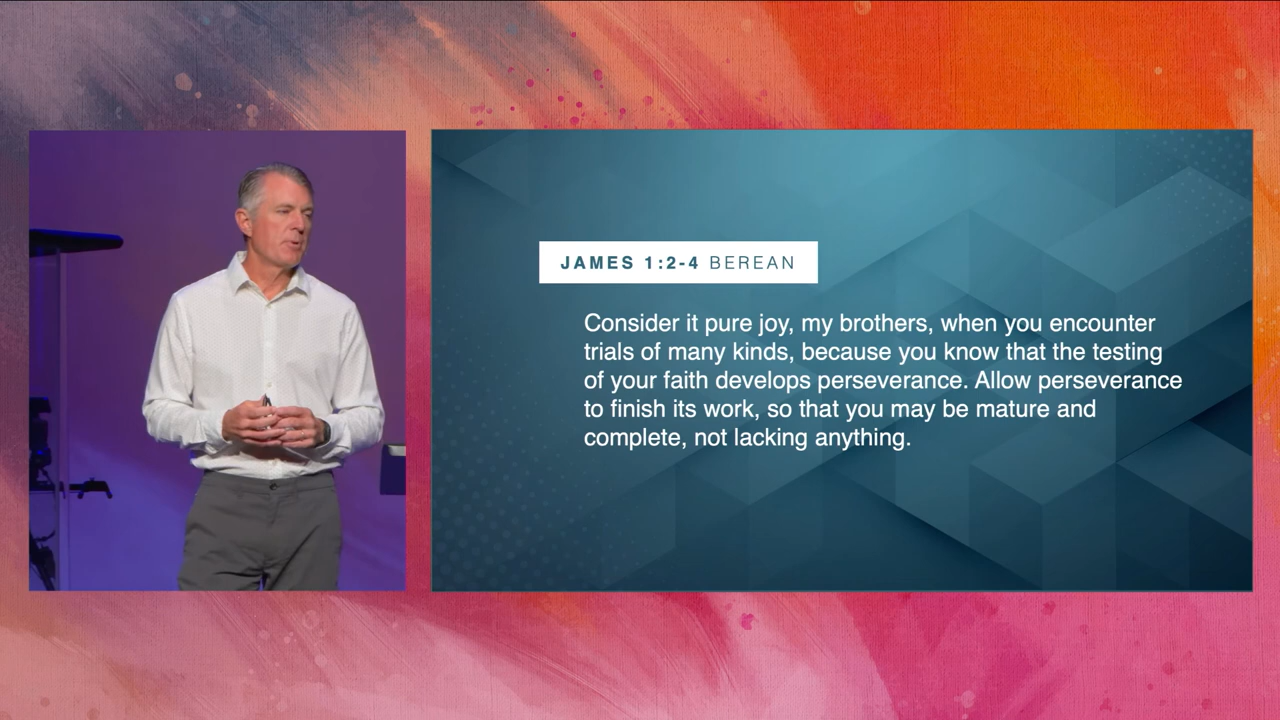 JAMES 1:2-4 BEREAN
Consider it pure joy, my brothers, when you encounter
trials of many kinds, because you know that the testing
of your faith develops perseverance. Allow perseverance
to finish its work, so that you may be mature and
complete, not lacking anything.